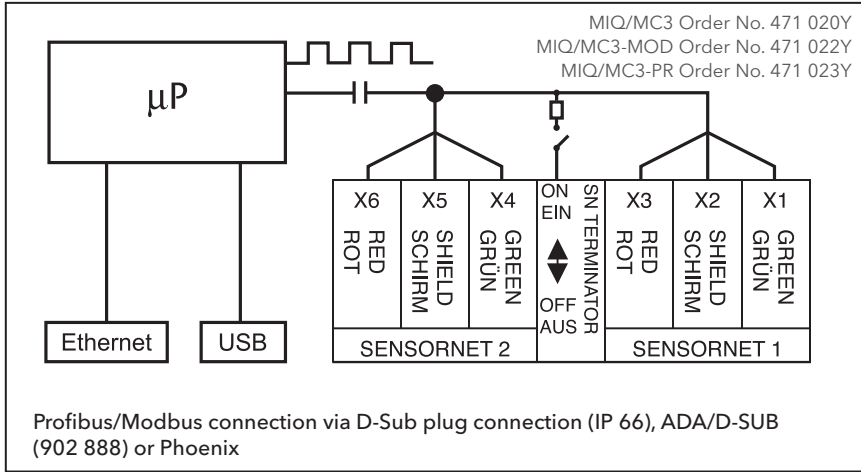 MIQ/MC3 Order No. 471 020Y
MIQ/MC3-MOD Order No. 471 022Y
MIQ/MC3-PR Order No. 471 023Y
µP
X6
RED
ROT
X5
SHIELD
SCHIRM
X4
GREEN
GRÜN
ON
EIN
OFF
AUS
SN TERMINATOR
X3
RED
ROT
X2
SHIELD
SCHIRM
X1
GREEN
GRÜN
Ethernet
USB
SENSORNET 2
SENSORNET 1
Profibus/Modbus connection via D-Sub plug connection (IP 66), ADA/D-SUB
(902 888) or Phoenix